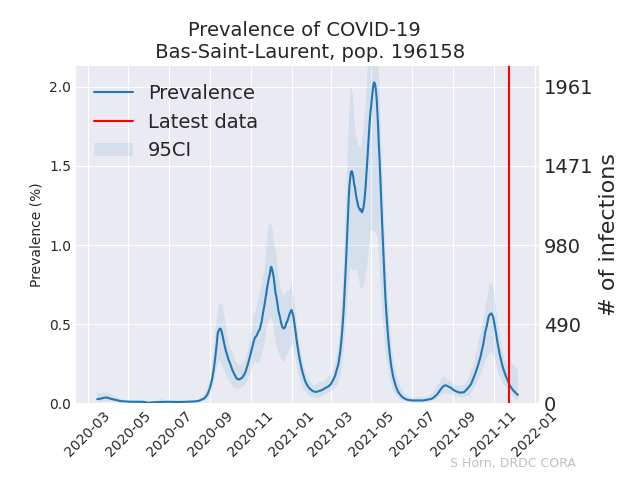 Prevalence of COVID-19
Bas-Saint-Laurent, pop. 196158
Prevalence
Latest data
95CI
Prevalence (%)
2.0
1.5
1.0
0.5
0.0
1961
1471
980
490
0
# of infections
2020-03
2020-05
2020-07
2020-09
2020-11
2021-01
2021-03
2021-05
2021-07
2021-09
2021-11
2022-01
S Horn, DRDC CORA